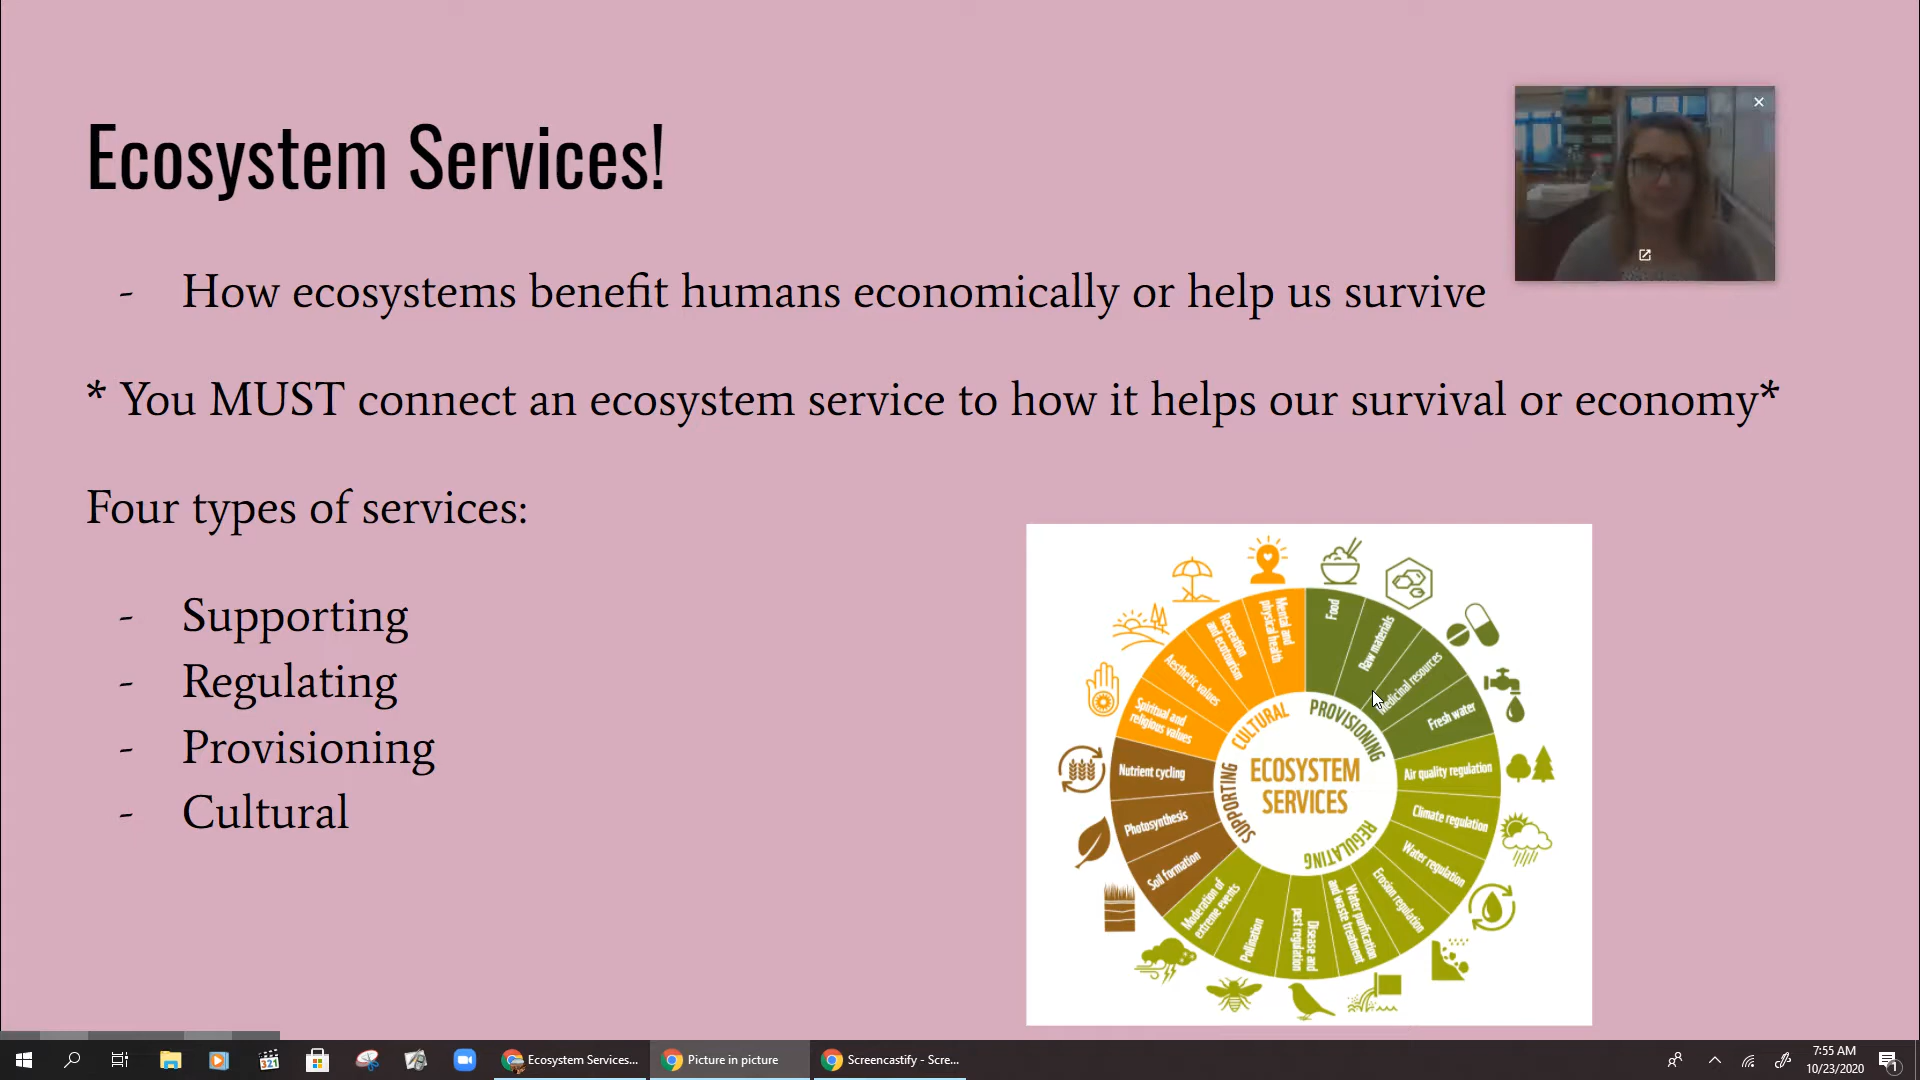 Ecosystem Services!
- How ecosystems benefit humans economically or help us survive
* You MUST connect an ecosystem service to how it helps our survival or economy*
Four types of services:
- Supporting
- Regulating
- Provisioning
- Cultural
ECOSYSTEM
SERVICES
PROVISIONING
Food
Raw materials
Medicinal resources
Fresh water
REGULATING
Air quality regulation
Climate regulation
Water regulation
Erosion regulation
Water purification
and waste treatment
Disease and
pest regulation
Pollination
Moderation of
extreme events
SUPPORTING
Soil formation
Photosynthesis
Nutrient cycling
CULTURAL
Spiritual and
religious values
Aesthetic values
Recreation
and ecotourism
Mental and
physical health
321
Ecosystem Services...
Picture in picture
Screencastify - Scre...
7:55 AM
10/23/2020
1